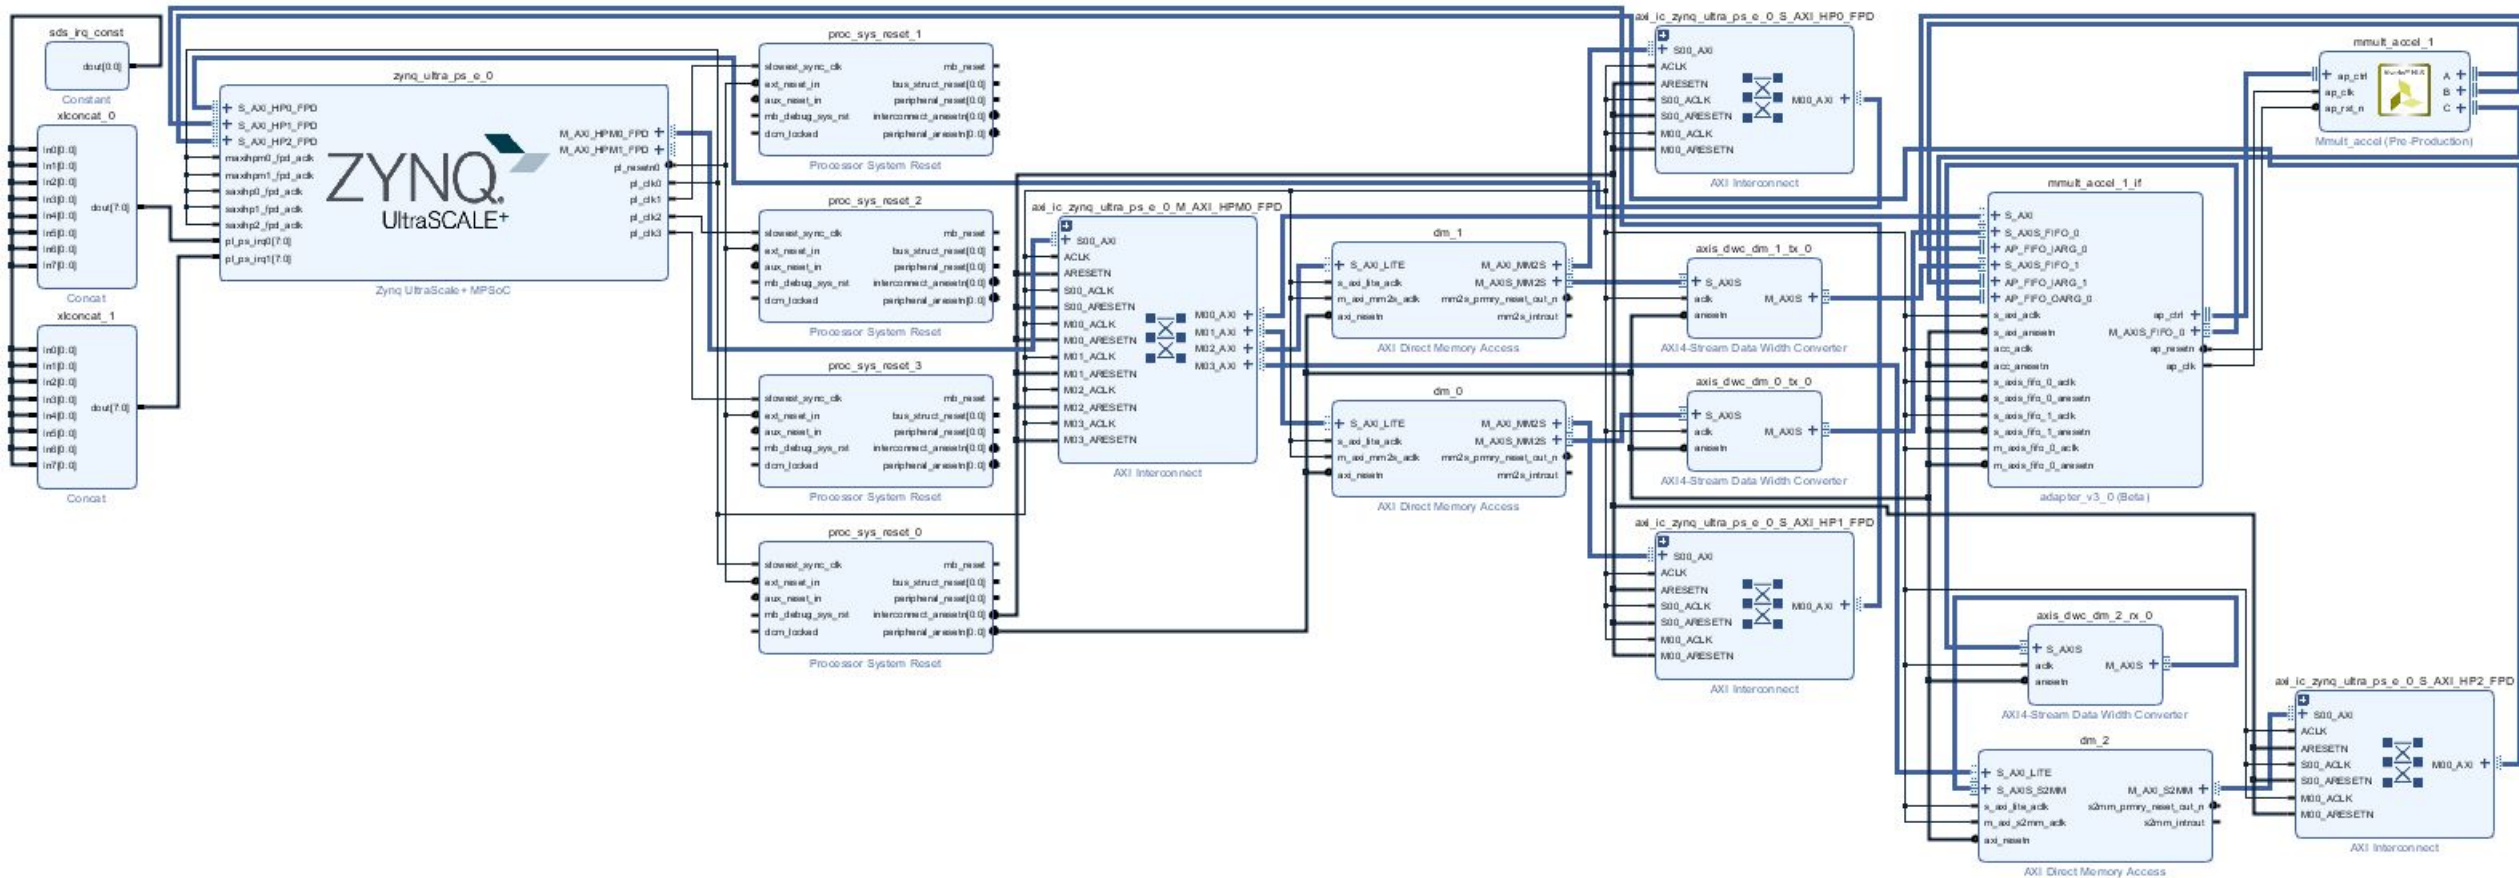 sds_irq_const
dout[0:0]
Constant
xlconcat_0
In0[0:0]
In1[0:0]
In2[0:0]
In3[0:0]
In4[0:0]
In5[0:0]
In6[0:0]
In7[0:0]
dout[7:0]
Concat
xlconcat_1
In0[0:0]
In1[0:0]
In2[0:0]
In3[0:0]
In4[0:0]
In5[0:0]
In6[0:0]
In7[0:0]
dout[7:0]
Concat
zynq_ultra_ps_e_0
S_AXI_HP0_FPD
S_AXI_HP1_FPD
S_AXI_HP2_FPD
maxihpm0_fpd_aclk
maxihpm1_fpd_aclk
saxihp0_fpd_aclk
saxihp1_fpd_aclk
saxihp2_fpd_aclk
pl_ps_irq0[7:0]
pl_ps_irq1[7:0]
ZYNQ
UltraSCALE+
M_AXI_HPM0_FPD
M_AXI_HPM1_FPD
pl_resetn0
pl_clk0
pl_clk1
pl_clk2
pl_clk3
Zynq UltraScale+ MPSoC
proc_sys_reset_1
slowest_sync_clk
ext_reset_in
aux_reset_in
mb_debug_sys_rst
dcm_locked
mb_reset
bus_struct_reset[0:0]
peripheral_reset[0:0]
interconnect_aresetn[0:0]
peripheral_aresetn[0:0]
Processor System Reset
proc_sys_reset_2
slowest_sync_clk
ext_reset_in
aux_reset_in
mb_debug_sys_rst
dcm_locked
mb_reset
bus_struct_reset[0:0]
peripheral_reset[0:0]
interconnect_aresetn[0:0]
peripheral_aresetn[0:0]
Processor System Reset
proc_sys_reset_3
slowest_sync_clk
ext_reset_in
aux_reset_in
mb_debug_sys_rst
dcm_locked
mb_reset
bus_struct_reset[0:0]
peripheral_reset[0:0]
interconnect_aresetn[0:0]
peripheral_aresetn[0:0]
Processor System Reset
proc_sys_reset_0
slowest_sync_clk
ext_reset_in
aux_reset_in
mb_debug_sys_rst
dcm_locked
mb_reset
bus_struct_reset[0:0]
peripheral_reset[0:0]
interconnect_aresetn[0:0]
peripheral_aresetn[0:0]
Processor System Reset
axi_ic_zynq_ultra_ps_e_0_M_AXI_HPM0_FPD
S00_AXI
ACLK
ARESETN
S00_ACLK
S00_ARESETN
M00_ACLK
M00_ARESETN
M01_ACLK
M01_ARESETN
M02_ACLK
M02_ARESETN
M03_ACLK
M03_ARESETN
M00_AXI
M01_AXI
M02_AXI
M03_AXI
AXI Interconnect
dm_1
S_AXI_LITE
s_axi_lite_aclk
m_axi_mm2s_aclk
axi_resetn
M_AXI_MM2S
M_AXIS_MM2S
mm2s_prmry_reset_out_n
mm2s_introut
AXI Direct Memory Access
dm_0
S_AXI_LITE
s_axi_lite_aclk
m_axi_mm2s_aclk
axi_resetn
M_AXI_MM2S
M_AXIS_MM2S
mm2s_prmry_reset_out_n
mm2s_introut
AXI Direct Memory Access
axi_ic_zynq_ultra_ps_e_0_S_AXI_HP0_FPD
S00_AXI
ACLK
ARESETN
S00_ACLK
S00_ARESETN
M00_ACLK
M00_ARESETN
M00_AXI
AXI Interconnect
axis_dwc_dm_1_tx_0
S_AXIS
aclk
aresetn
M_AXIS
AXI4-Stream Data Width Converter
axis_dwc_dm_0_tx_0
S_AXIS
aclk
aresetn
M_AXIS
AXI4-Stream Data Width Converter
axi_ic_zynq_ultra_ps_e_0_S_AXI_HP1_FPD
S00_AXI
ACLK
ARESETN
S00_ACLK
S00_ARESETN
M00_ACLK
M00_ARESETN
M00_AXI
AXI Interconnect
mmult_accel_1
ap_ctrl
ap_clk
ap_rst_n
A
B
C
Mmult_accel (Pre-Production)
mmult_accel_1_if
S_AXI
S_AXIS_FIFO_0
AP_FIFO_IARG_0
S_AXIS_FIFO_1
AP_FIFO_IARG_1
AP_FIFO_OARG_0
s_axi_aclk
s_axi_aresetn
acc_aclk
acc_aresetn
s_axis_fifo_0_aclk
s_axis_fifo_0_aresetn
s_axis_fifo_1_aclk
s_axis_fifo_1_aresetn
m_axis_fifo_0_aclk
m_axis_fifo_0_aresetn
ap_ctrl
M_AXIS_FIFO_0
ap_resetn
ap_clk
adapter_v3_0 (Beta)
axis_dwc_dm_2_rx_0
S_AXIS
aclk
aresetn
M_AXIS
AXI4-Stream Data Width Converter
dm_2
S_AXI_LITE
S_AXIS_S2MM
s_axi_lite_aclk
m_axi_s2mm_aclk
axi_resetn
M_AXI_S2MM
s2mm_prmry_reset_out_n
s2mm_introut
AXI Direct Memory Access
axi_ic_zynq_ultra_ps_e_0_S_AXI_HP2_FPD
S00_AXI
ACLK
ARESETN
S00_ACLK
S00_ARESETN
M00_ACLK
M00_ARESETN
M00_AXI
AXI Interconnect